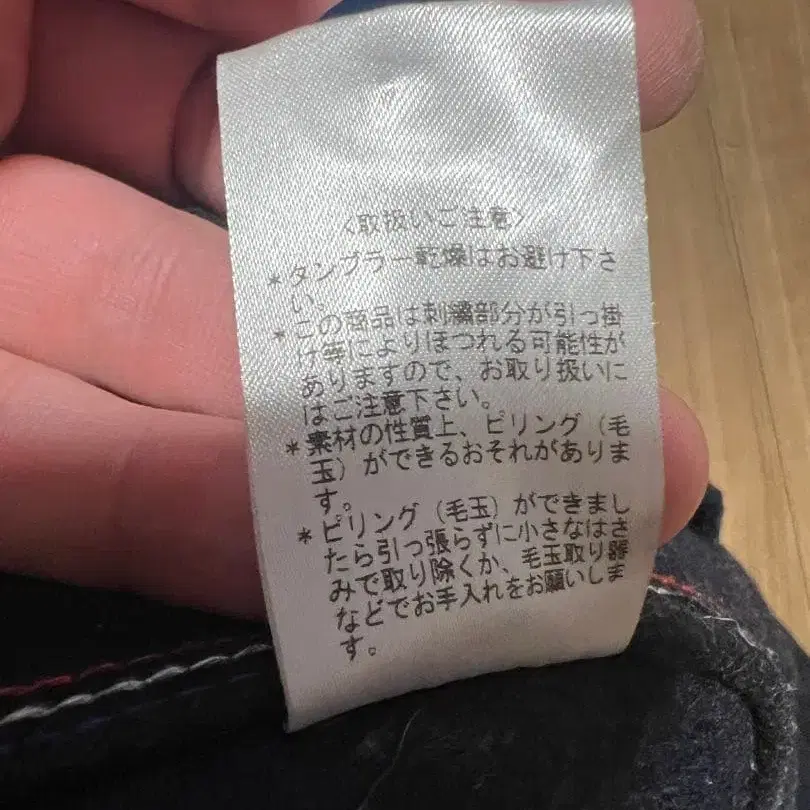 〈取扱いご注意〉
*タンブラー乾燥はお避け下さ
い。
*この商品は刺繍部分が引っ掛
け等によりほつれる可能性が
ありますので、お取り扱いに
はご注意下さい。
*素材の性質上、ピリング（毛
玉）ができるおそれがありま
す。
*ピリング（毛玉）ができまし
たら引っ張らずに小さなはさ
みで取り除くか、毛玉取り器
などでお手入れをお願いしま
す。